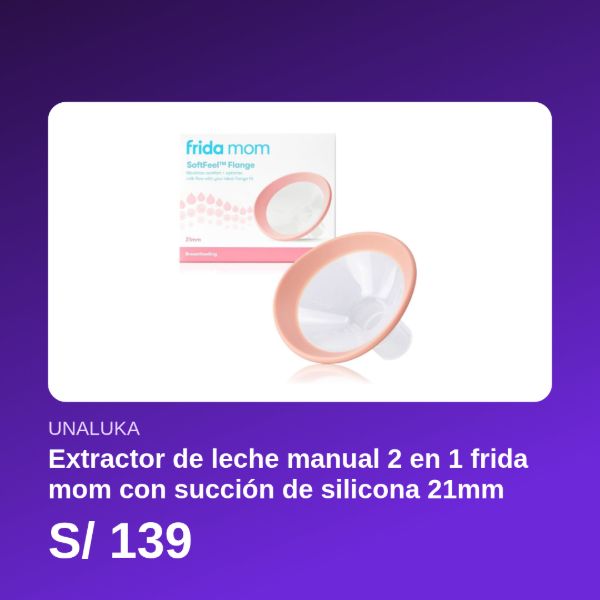 frida mom
SoftFeel™ Flange
21mm
Breastfeeding
UNALUKA
Extractor de leche manual 2 en 1 frida
mom con succión de silicona 21mm
S/ 139